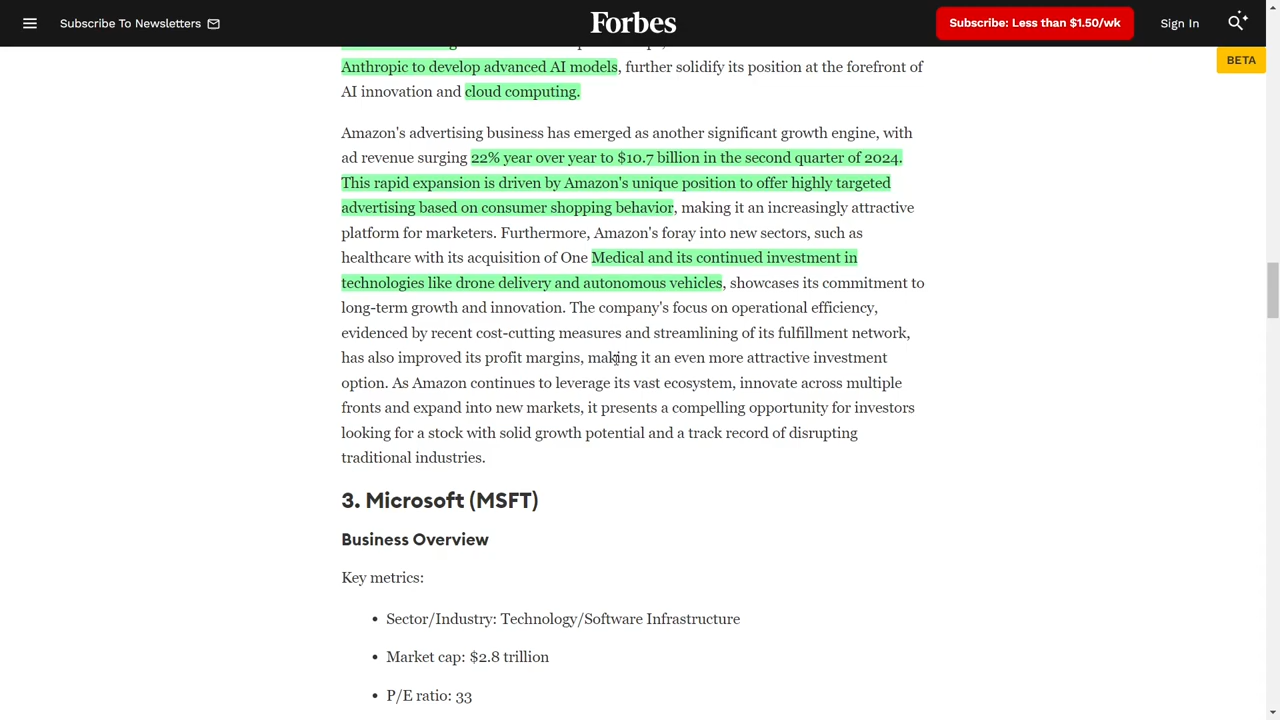 Subscribe To Newsletters
Forbes
Subscribe: Less than $1.50/wk
Sign In
BETA
Anthropic to develop advanced AI models, further solidify its position at the forefront of
AI innovation and cloud computing.
Amazon's advertising business has emerged as another significant growth engine, with
ad revenue surging 22% year over year to $10.7 billion in the second quarter of 2024.
This rapid expansion is driven by Amazon's unique position to offer highly targeted
advertising based on consumer shopping behavior, making it an increasingly attractive
platform for marketers. Furthermore, Amazon's foray into new sectors, such as
healthcare with its acquisition of One Medical and its continued investment in
technologies like drone delivery and autonomous vehicles, showcases its commitment to
long-term growth and innovation. The company's focus on operational efficiency,
evidenced by recent cost-cutting measures and streamlining of its fulfillment network,
has also improved its profit margins, making it an even more attractive investment
option. As Amazon continues to leverage its vast ecosystem, innovate across multiple
fronts and expand into new markets, it presents a compelling opportunity for investors
looking for a stock with solid growth potential and a track record of disrupting
traditional industries.
3. Microsoft (MSFT)
Business Overview
Key metrics:
• Sector/Industry: Technology/Software Infrastructure
• Market cap: $2.8 trillion
• P/E ratio: 33